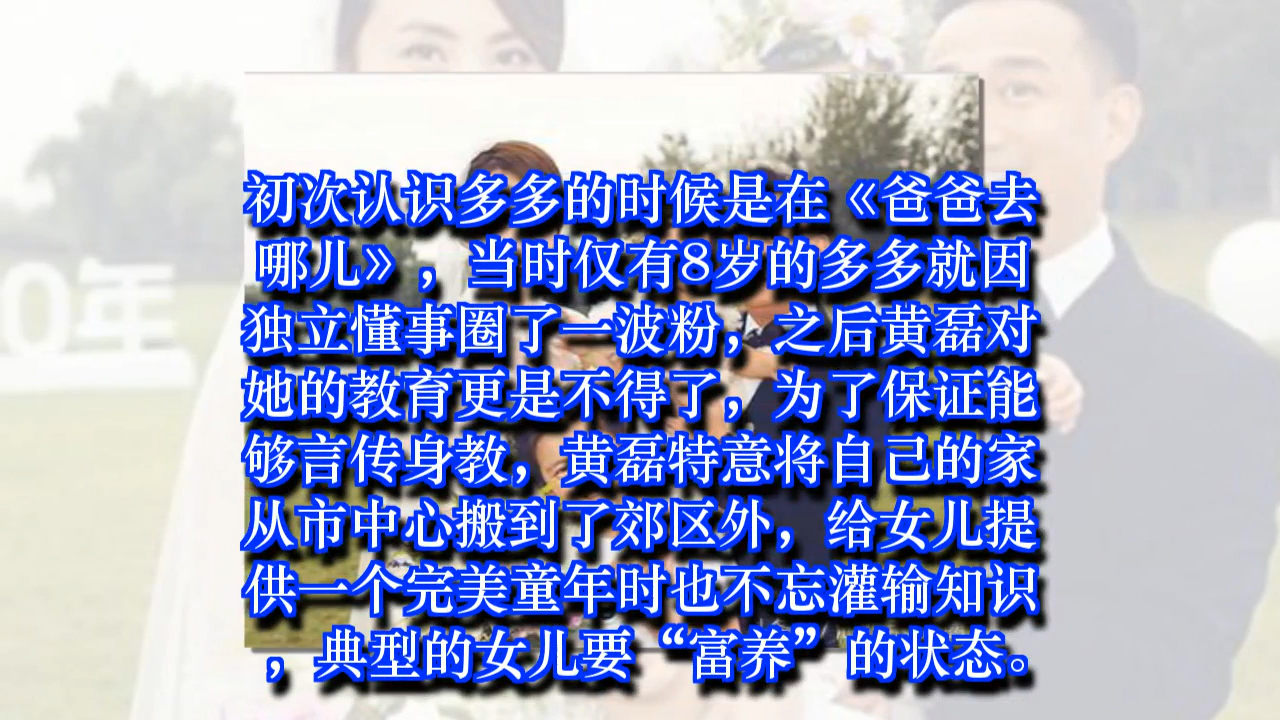 初次认识多多的时候是在《爸爸去
哪儿》，当时仅有8岁的多多就因
独立懂事圈了一波粉，之后黄磊对
她的教育更是不得了，为了保证能
够言传身教，黄磊特意将自己的家
从市中心搬到了郊区外，给女儿提
供一个完美童年时也不忘灌输知识
，典型的女儿要“富养”的状态。
0年